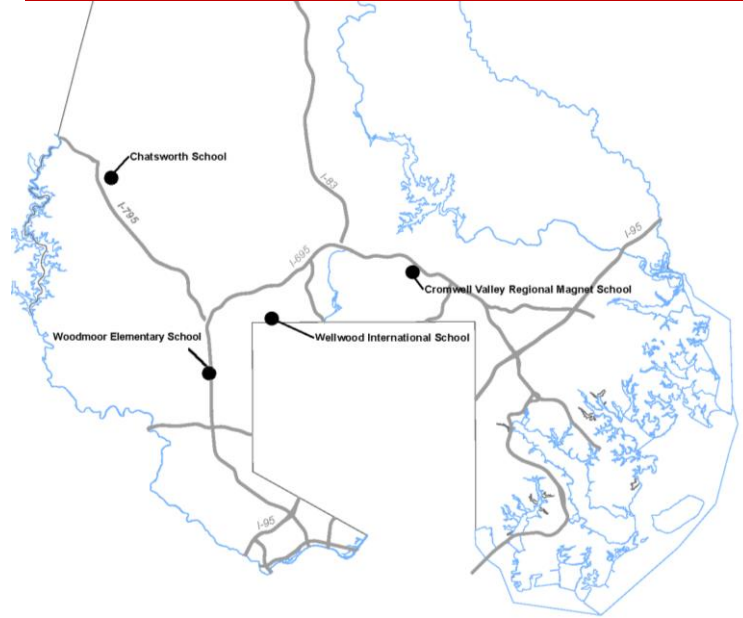 Chatsworth School
I-83
I-795
I-95
I-695
Cromwell Valley Regional Magnet School
Woodmoor Elementary School
Wellwood International School
I-95